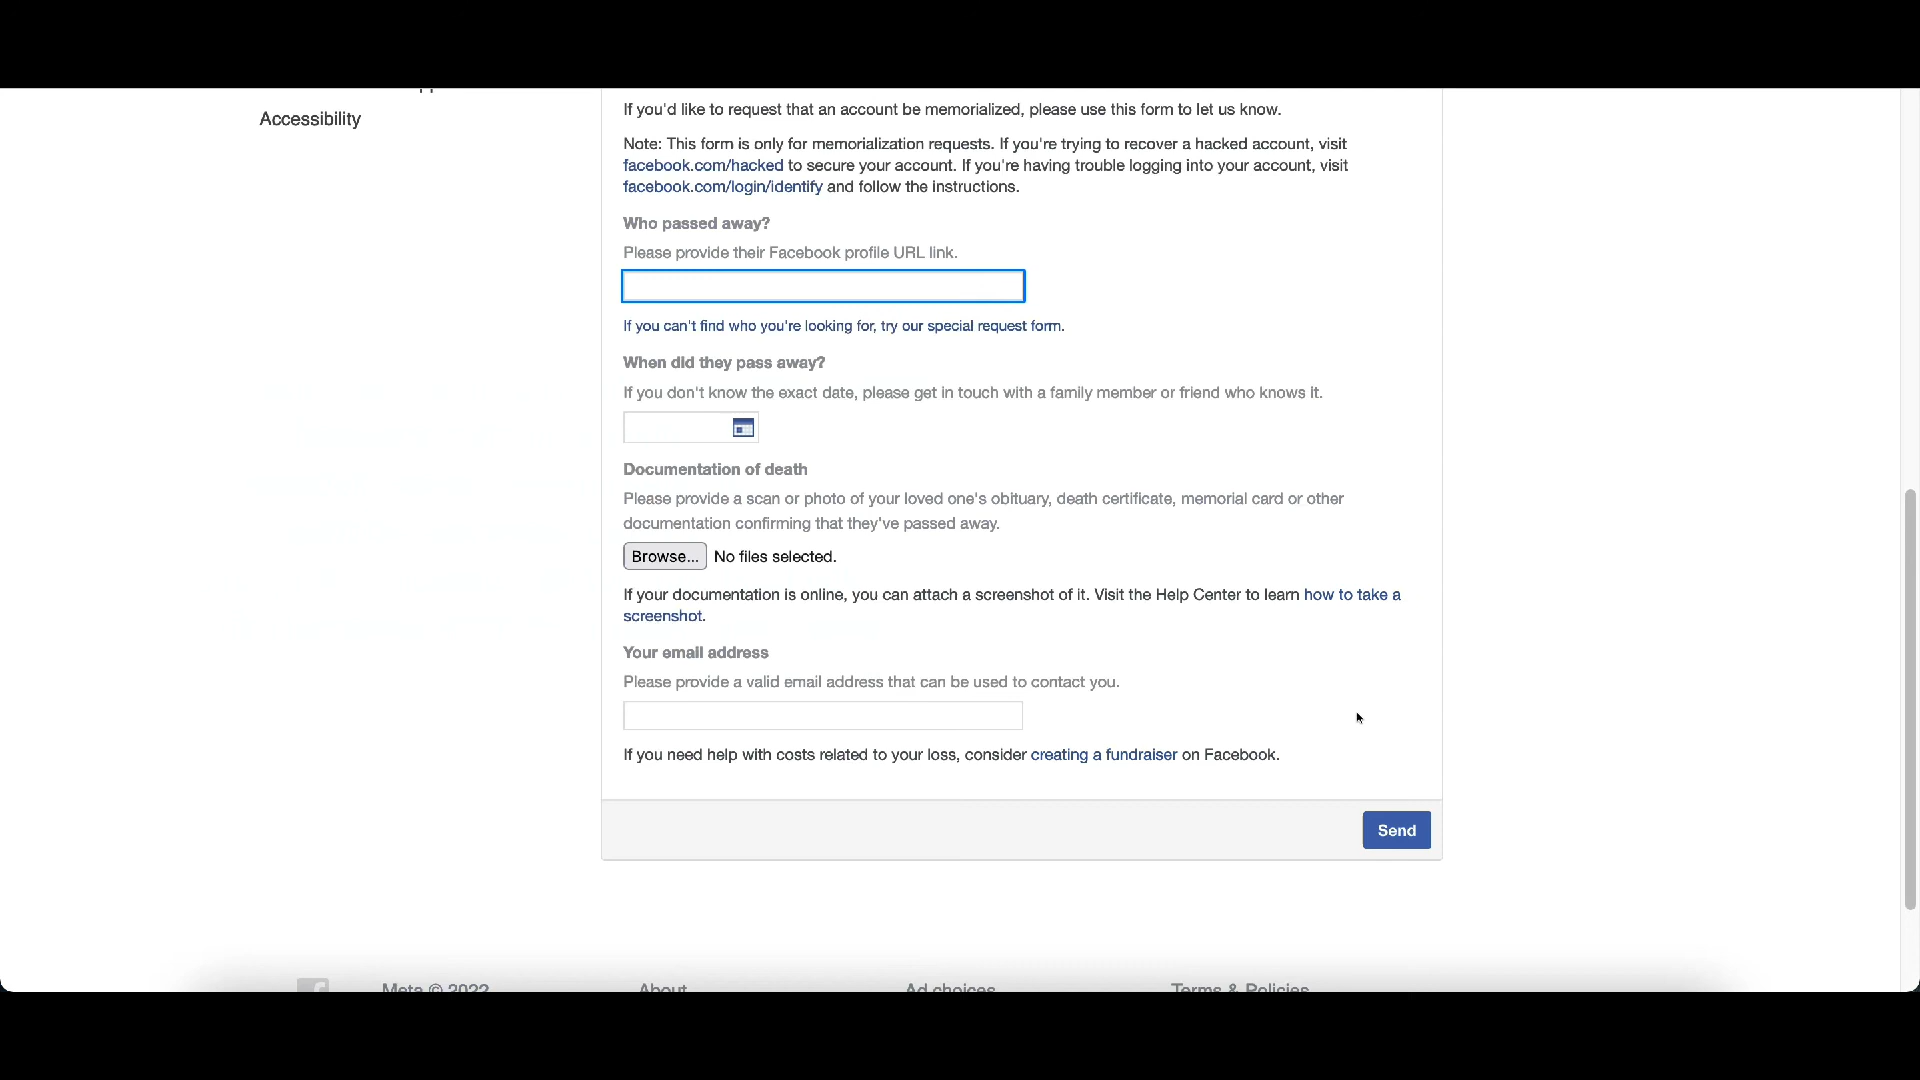 Accessibility
If you'd like to request that an account be memorialized, please use this form to let us know.
Note: This form is only for memorialization requests. If you're trying to recover a hacked account, visit
facebook.com/hacked to secure your account. If you're having trouble logging into your account, visit
facebook.com/login/identify and follow the instructions.
Who passed away?
Please provide their Facebook profile URL link.
If you can't find who you're looking for, try our special request form.
When did they pass away?
If you don't know the exact date, please get in touch with a family member or friend who knows it.
Documentation of death
Please provide a scan or photo of your loved one's obituary, death certificate, memorial card or other
documentation confirming that they've passed away.
Browse... No files selected.
If your documentation is online, you can attach a screenshot of it. Visit the Help Center to learn how to take a
screenshot.
Your email address
Please provide a valid email address that can be used to contact you.
If you need help with costs related to your loss, consider creating a fundraiser on Facebook.
Send
Meta © 2022 About Ad choices Terms & Policies